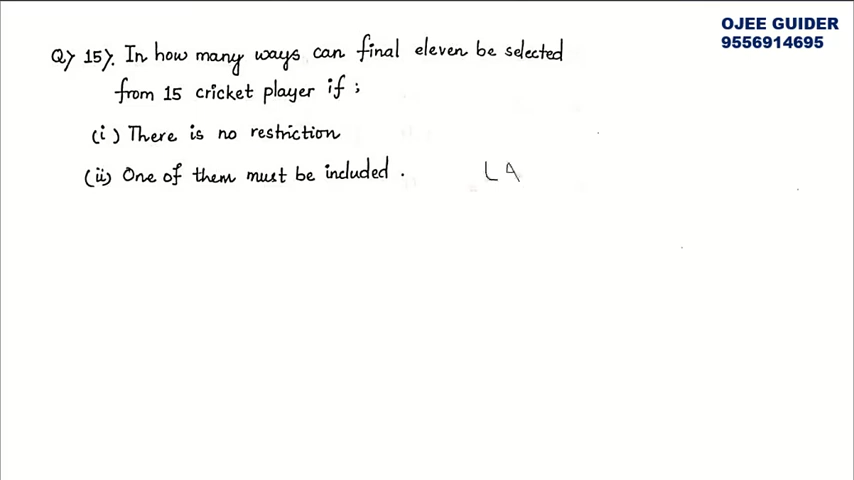 OJEE GUIDER
9556914695
Q) 15). In how many ways can final eleven be selected
from 15 cricket player if ;
(i) There is no restriction
(ii) One of them must be included .